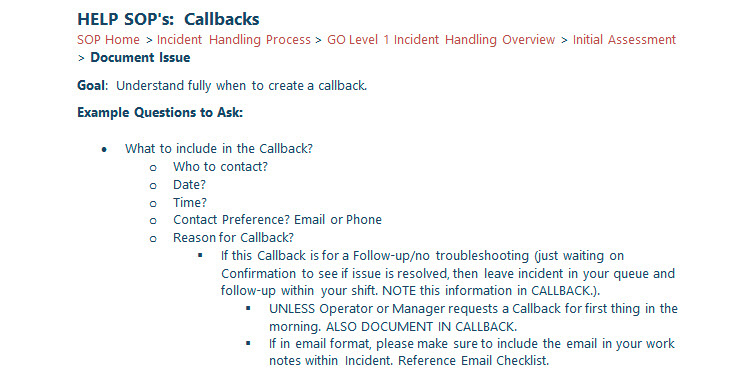 HELP SOP's: Callbacks
SOP Home > Incident Handling Process > GO Level 1 Incident Handling Overview > Initial Assessment
> Document Issue
Goal: Understand fully when to create a callback.
Example Questions to Ask:
• What to include in the Callback?
o Who to contact?
o Date?
o Time?
o Contact Preference? Email or Phone
o Reason for Callback?
▪ If this Callback is for a Follow-up/no troubleshooting (just waiting on
Confirmation to see if issue is resolved, then leave incident in your queue and
follow-up within your shift. NOTE this information in CALLBACK.).
▪ UNLESS Operator or Manager requests a Callback for first thing in the
morning. ALSO DOCUMENT IN CALLBACK.
▪ If in email format, please make sure to include the email in your work
notes within Incident. Reference Email Checklist.